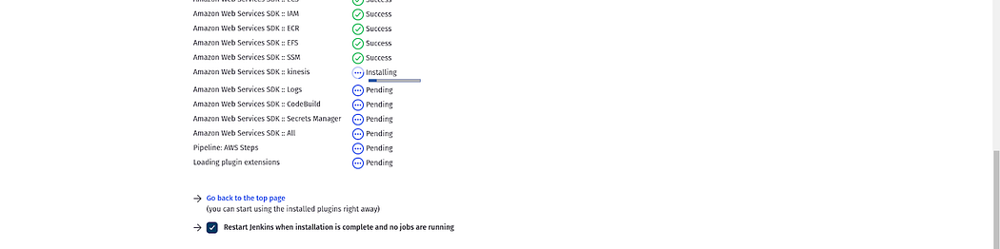 Amazon Web Services SDK :: ECS Success
Amazon Web Services SDK :: IAM Success
Amazon Web Services SDK :: ECR Success
Amazon Web Services SDK :: EFS Success
Amazon Web Services SDK :: SSM Success
Amazon Web Services SDK :: kinesis Installing
Amazon Web Services SDK :: Logs Pending
Amazon Web Services SDK :: CodeBuild Pending
Amazon Web Services SDK :: Secrets Manager Pending
Amazon Web Services SDK :: All Pending
Pipeline: AWS Steps Pending
Loading plugin extensions Pending
Go back to the top page
(you can start using the installed plugins right away)
Restart Jenkins when installation is complete and no jobs are running